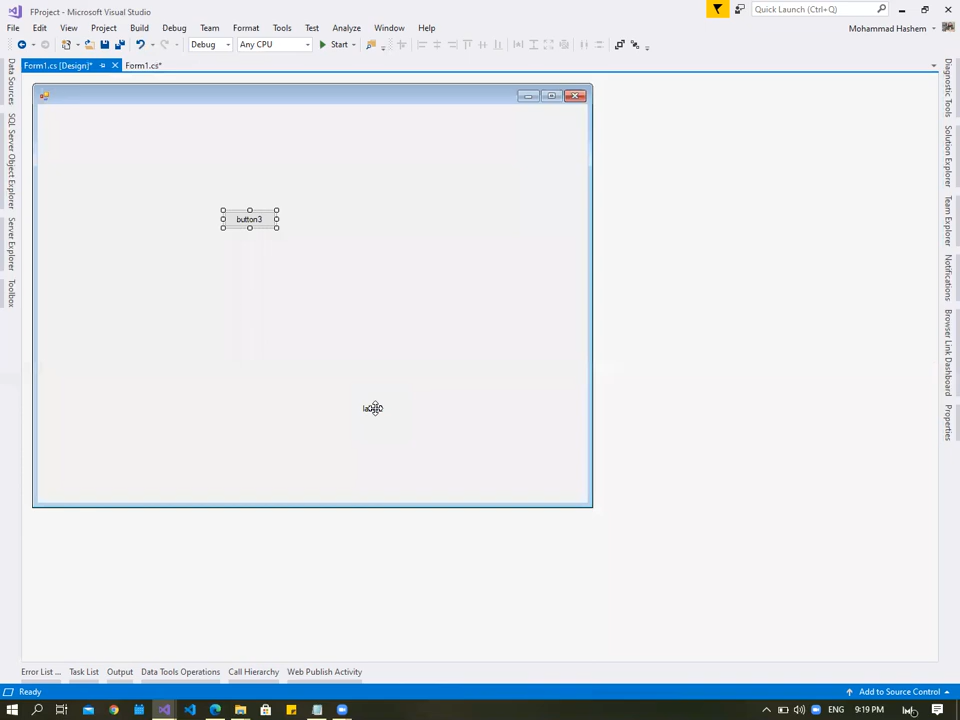 FProject - Microsoft Visual Studio
Quick Launch (Ctrl+Q)
File Edit View Project Build Debug Team Format Tools Test Analyze Window Help
Mohammad Hashem
Debug Any CPU Start
Form1.cs [Design]* Form1.cs*
Data Sources
SQL Server Object Explorer
Server Explorer
Toolbox
button3
Diagnostic Tools
Solution Explorer
Team Explorer
Notifications
Browser Link Dashboard
Properties
Error List ... Task List Output Data Tools Operations Call Hierarchy Web Publish Activity
Ready
Add to Source Control
ENG 9:19 PM